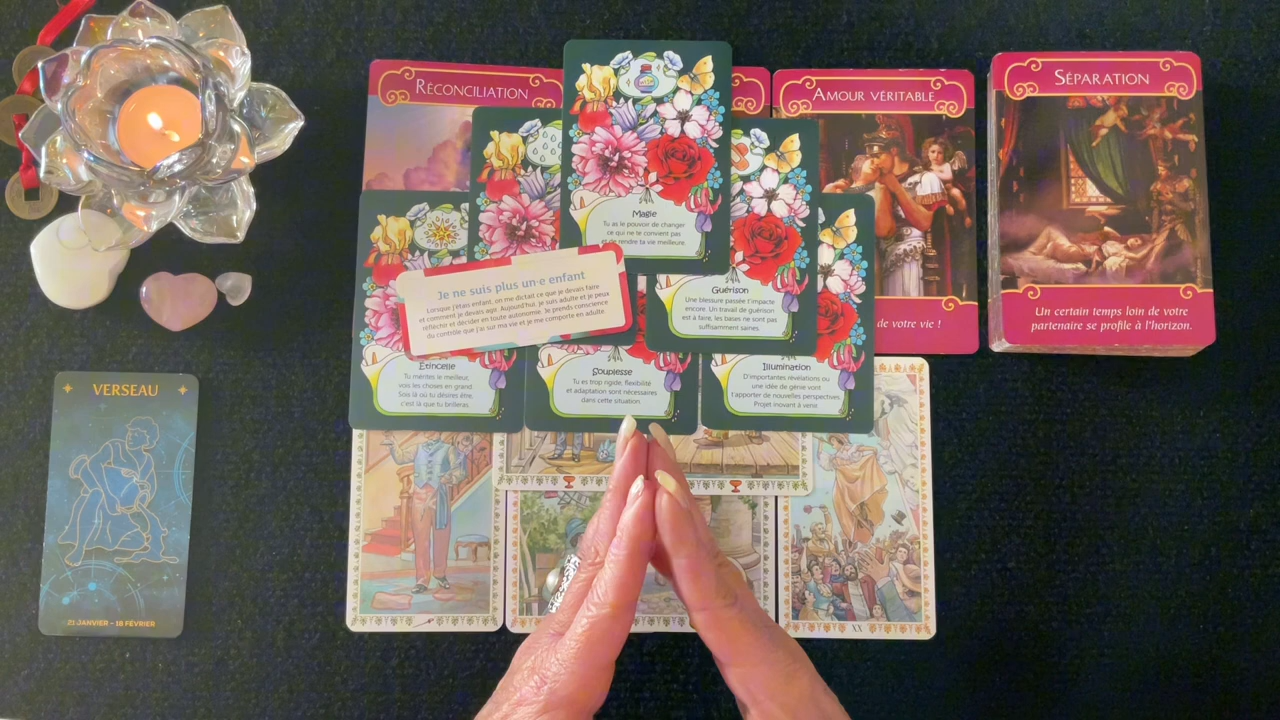 RÉCONCILIATION
AMOUR VÉRITABLE
de votre vie !
SÉPARATION
Un certain temps loin de votre
partenaire se profile à l'horizon.
Magie
Tu as le pouvoir de changer
ce qui ne te convient pas
et de rendre ta vie meilleure.
Je ne suis plus un·e enfant
Lorsque j'étais enfant, on me dictait ce que je devais faire
et comment je devais agir. Aujourd'hui, je suis adulte et je peux
réfléchir et décider en toute autonomie. Je prends conscience
du contrôle que j'ai sur ma vie et je me comporte en adulte.
Guérison
Une blessure passée t'impacte
encore. Un travail de guérison
est à faire, les bases ne sont pas
suffisamment saines.
Étincelle
Tu mérites le meilleur,
vois les choses en grand.
Sois là où tu désires être,
c'est là que tu brilleras.
Souplesse
Tu es trop rigide, flexibilité
et adaptation sont nécessaires
dans cette situation.
Illumination
D'importantes révélations ou
une idée de génie vont
t'apporter de nouvelles perspectives.
Projet inovant à venir.
VERSEAU
21 JANVIER – 18 FÉVRIER
XX